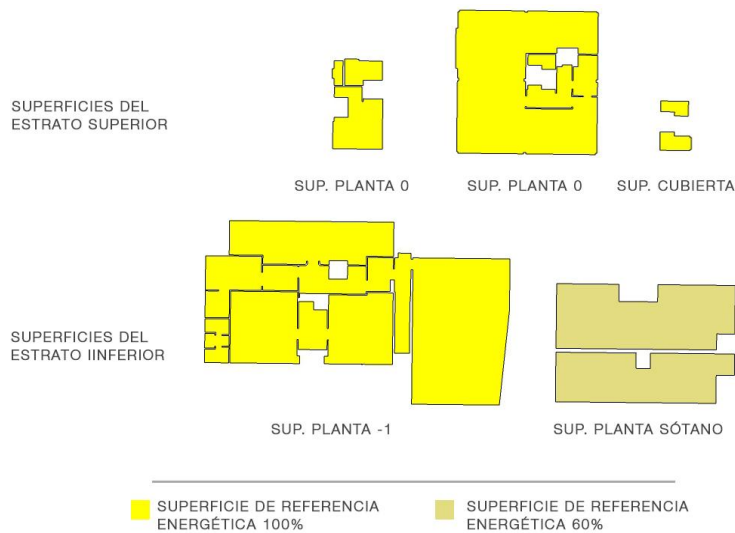 SUPERFICIES DEL
ESTRATO SUPERIOR
SUP. PLANTA 0
SUP. PLANTA 0
SUP. CUBIERTA
SUPERFICIES DEL
ESTRATO IINFERIOR
SUP. PLANTA -1
SUP. PLANTA SÓTANO
SUPERFICIE DE REFERENCIA
ENERGÉTICA 100%
SUPERFICIE DE REFERENCIA
ENERGÉTICA 60%